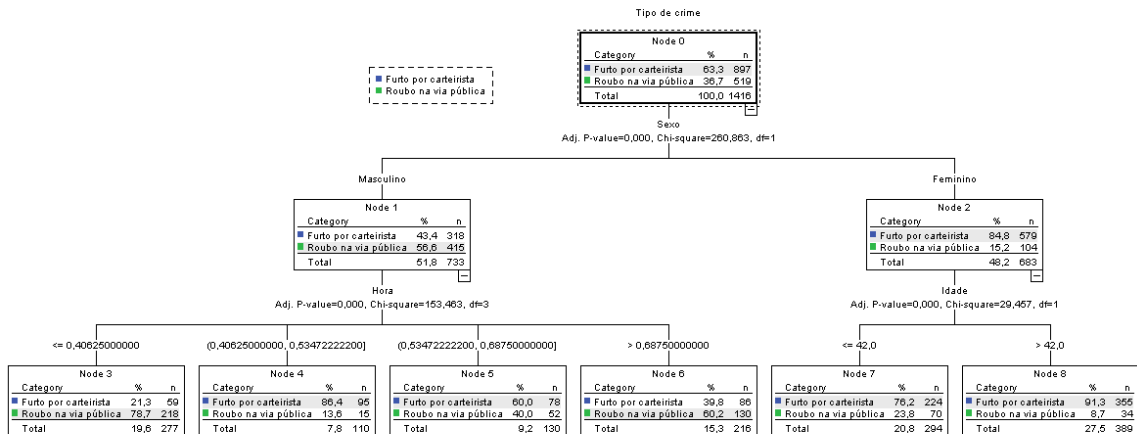 Tipo de crime
Node 0
Category % n
Furto por carteirista 63,3 897
Roubo na via pública 36,7 519
Total 100,0 1416
Furto por carteirista
Roubo na via pública
Sexo
Adj. P-value=0,000, Chi-square=260,863, df=1
Masculino
Feminino
Node 1
Category % n
Furto por carteirista 43,4 318
Roubo na via pública 56,6 415
Total 51,8 733
Node 2
Category % n
Furto por carteirista 84,8 579
Roubo na via pública 15,2 104
Total 48,2 683
Hora
Adj. P-value=0,000, Chi-square=153,463, df=3
Idade
Adj. P-value=0,000, Chi-square=29,457, df=1
<= 0,40625000000
(0,40625000000, 0,53472222200]
(0,53472222200, 0,68750000000]
> 0,68750000000
<= 42,0
> 42,0
Node 3
Category % n
Furto por carteirista 21,3 59
Roubo na via pública 78,7 218
Total 19,6 277
Node 4
Category % n
Furto por carteirista 86,4 95
Roubo na via pública 13,6 15
Total 7,8 110
Node 5
Category % n
Furto por carteirista 60,0 78
Roubo na via pública 40,0 52
Total 9,2 130
Node 6
Category % n
Furto por carteirista 39,8 86
Roubo na via pública 60,2 130
Total 15,3 216
Node 7
Category % n
Furto por carteirista 76,2 224
Roubo na via pública 23,8 70
Total 20,8 294
Node 8
Category % n
Furto por carteirista 91,3 355
Roubo na via pública 8,7 34
Total 27,5 389